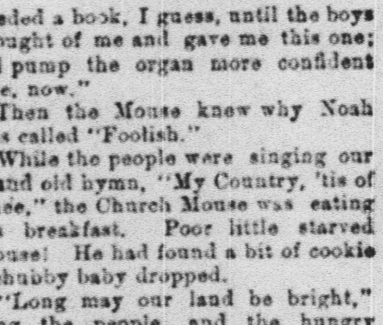 eded a book, I guess, until the boys
ought of me and gave me this one;
pump the organ more confident
e, now."
Then the Mouse knew why Noah
s called "Foolish."
While the people were singing our
and old hymn, "My Country, 'tis of
ee," the Church Mouse was eating
breakfast. Poor little starved
ouse! He had found a bit of cookie
chubby baby dropped.
"Long may our land be bright,"
ng the people, and the hungry